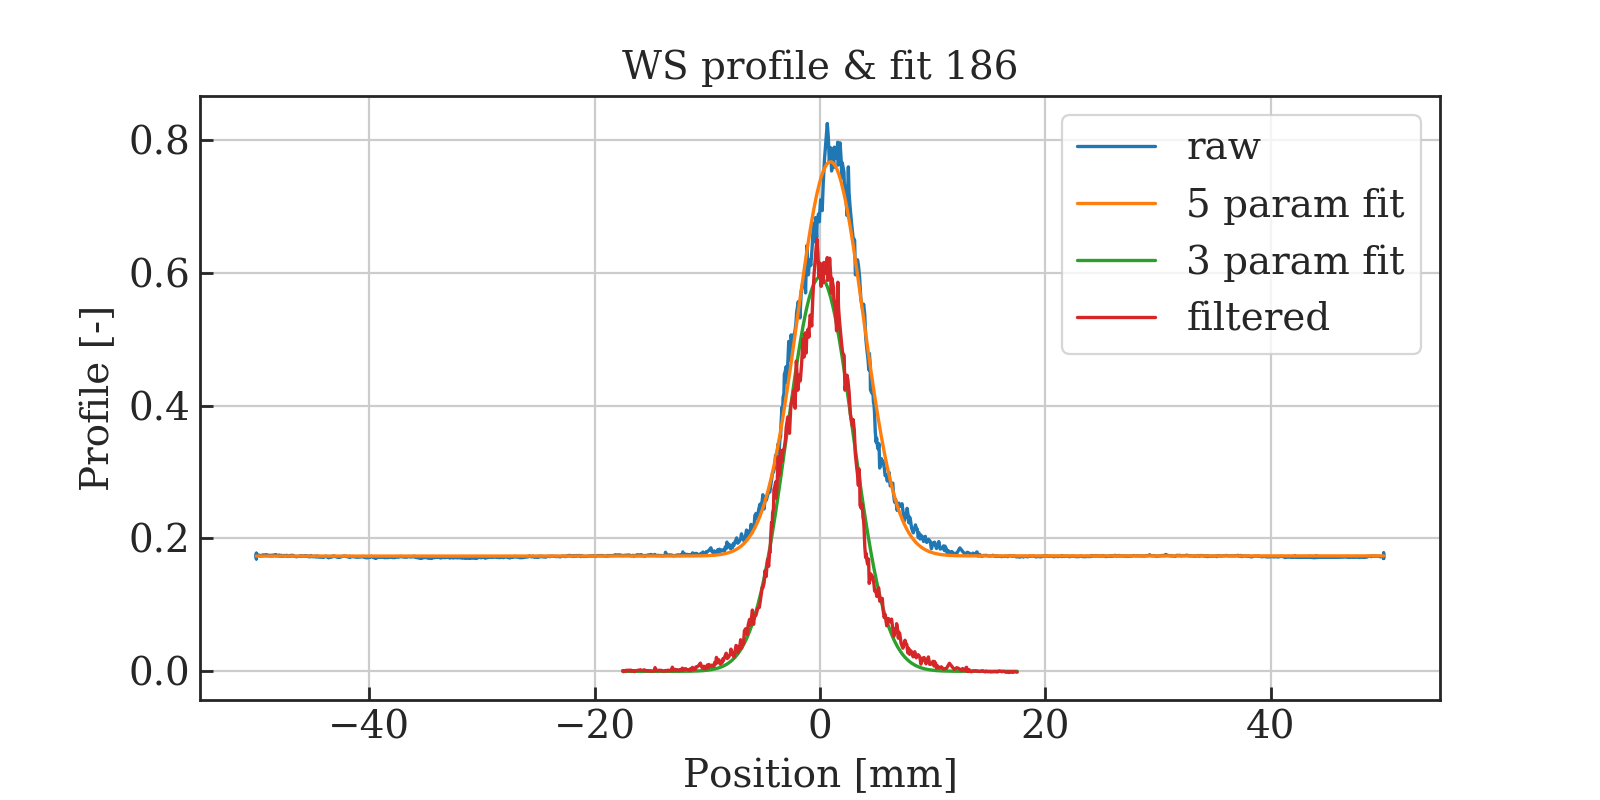 WS profile & fit 186
Profile [-]
0.8
0.6
0.4
0.2
0.0
raw
5 param fit
3 param fit
filtered
−40 −20 0 20 40
Position [mm]